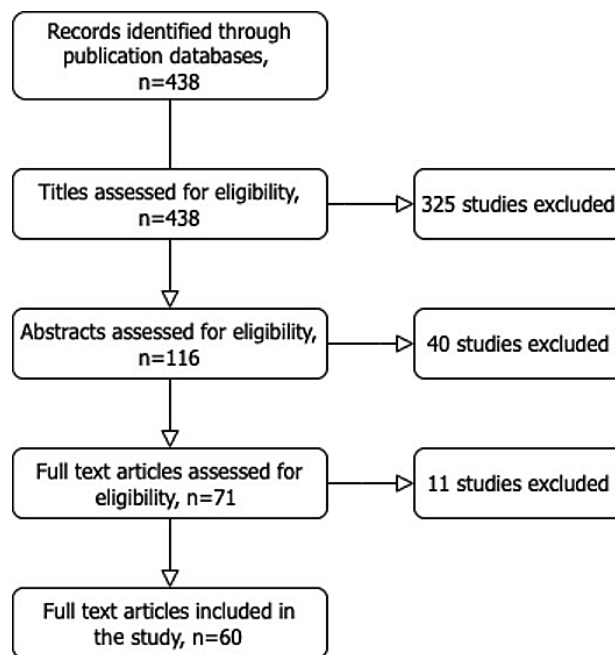 Records identified through
publication databases,
n=438
Titles assessed for eligibility,
n=438
325 studies excluded
Abstracts assessed for eligibility,
n=116
40 studies excluded
Full text articles assessed for
eligibility, n=71
11 studies excluded
Full text articles included in
the study, n=60